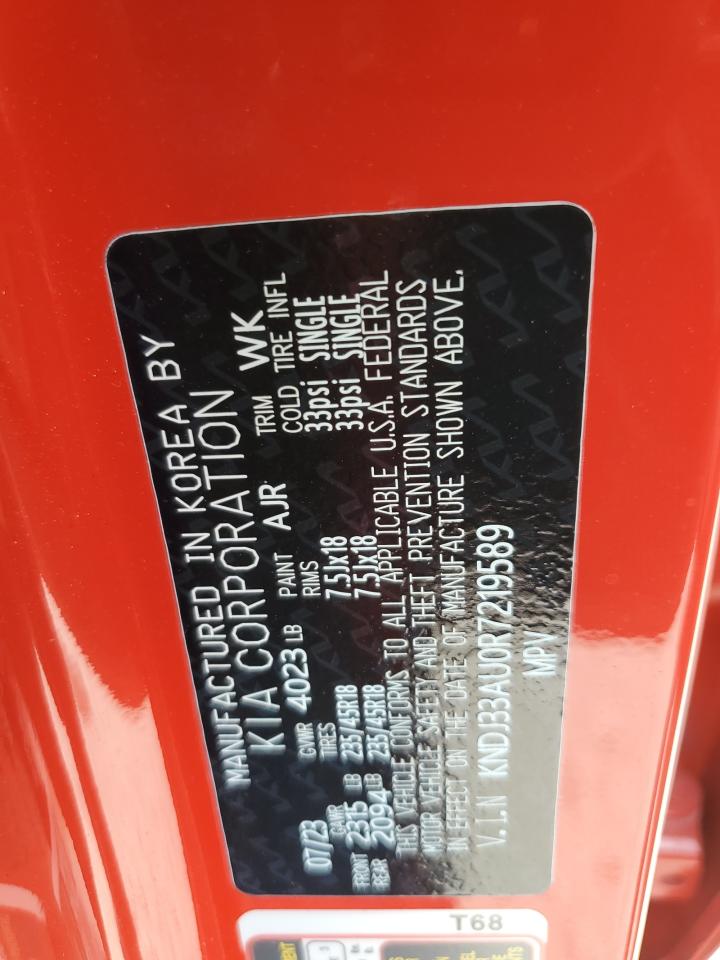 MANUFACTURED IN KOREA BY
KIA CORPORATION
07/23 4023 LB PAINT AJR TRIM WK
GAWR GVWR RIMS COLD TIRE INFL
TIRES
FRONT 2315 LB 235/45R18 7.5Jx18 33psi SINGLE
REAR 2094 LB 235/45R18 7.5Jx18 33psi SINGLE
THIS VEHICLE CONFORMS TO ALL APPLICABLE U.S.A. FEDERAL
MOTOR VEHICLE SAFETY AND THEFT PREVENTION STANDARDS
IN EFFECT ON THE DATE OF MANUFACTURE SHOWN ABOVE.
V.I.N KNDJ33AU0R7219589
MPV
T68